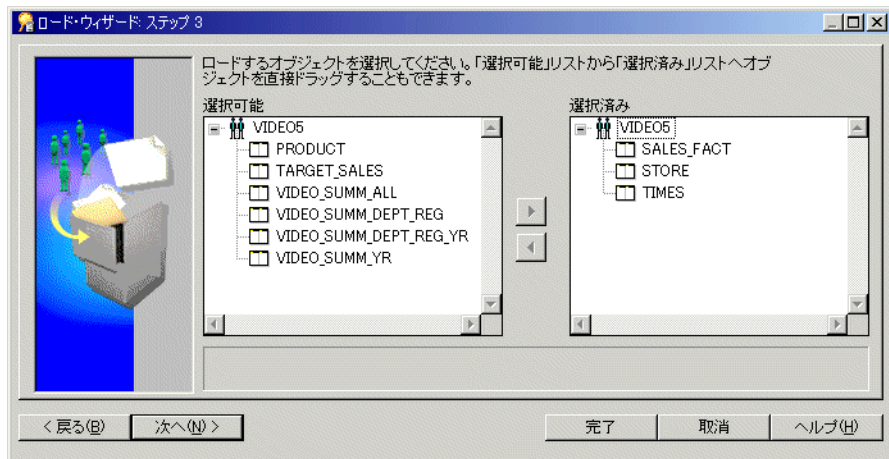 ロード・ウィザード: ステップ 3
ロードするオブジェクトを選択してください。「選択可能」リストから「選択済み」リストへオブ
ジェクトを直接ドラッグすることもできます。
選択可能
VIDEO5
PRODUCT
TARGET_SALES
VIDEO_SUMM_ALL
VIDEO_SUMM_DEPT_REG
VIDEO_SUMM_DEPT_REG_YR
VIDEO_SUMM_YR
選択済み
VIDEO5
SALES_FACT
STORE
TIMES
< 戻る(B)
次へ(N) >
完了
取消
ヘルプ(H)